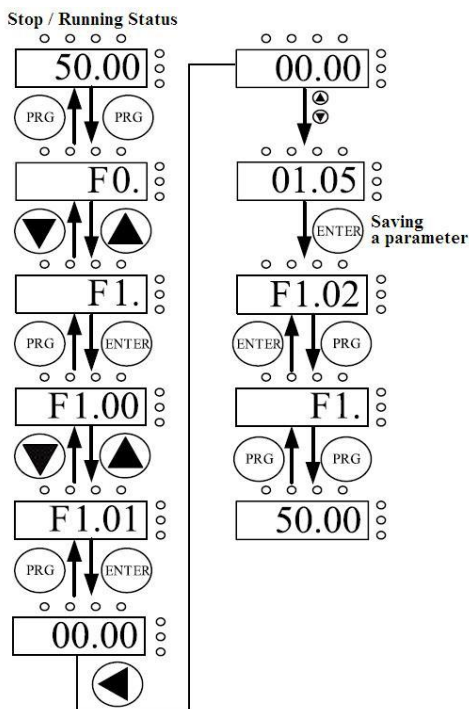 Stop / Running Status
50.00
PRG PRG
F0.
F1.
PRG ENTER
F1.00
F1.01
PRG ENTER
00.00
00.00
01.05
ENTER Saving
a parameter
F1.02
ENTER PRG
F1.
PRG PRG
50.00